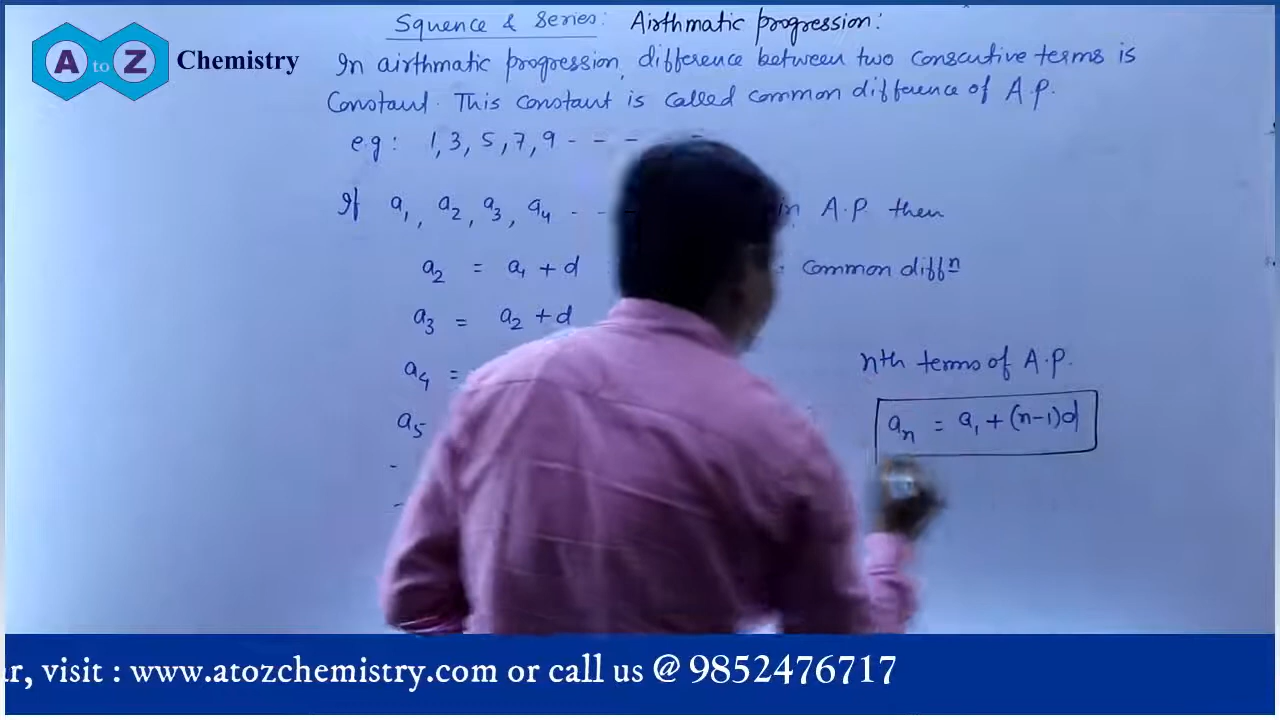 A to Z Chemistry
Squence & Series: Airthmatic progression:
In airthmatic progression, difference between two consecutive terms is
Constant. This constant is called common difference of A.P.
e.g: 1, 3, 5, 7, 9 - - -
If a₁, a₂, a₃, a₄ - - in A.P then
a₂ = a₁ + d : common diffⁿ
a₃ = a₂ + d
a₄ =
a₅
nth terms of A.P.
aₙ = a₁ + (n-1)d
ar, visit : www.atozchemistry.com or call us @ 9852476717